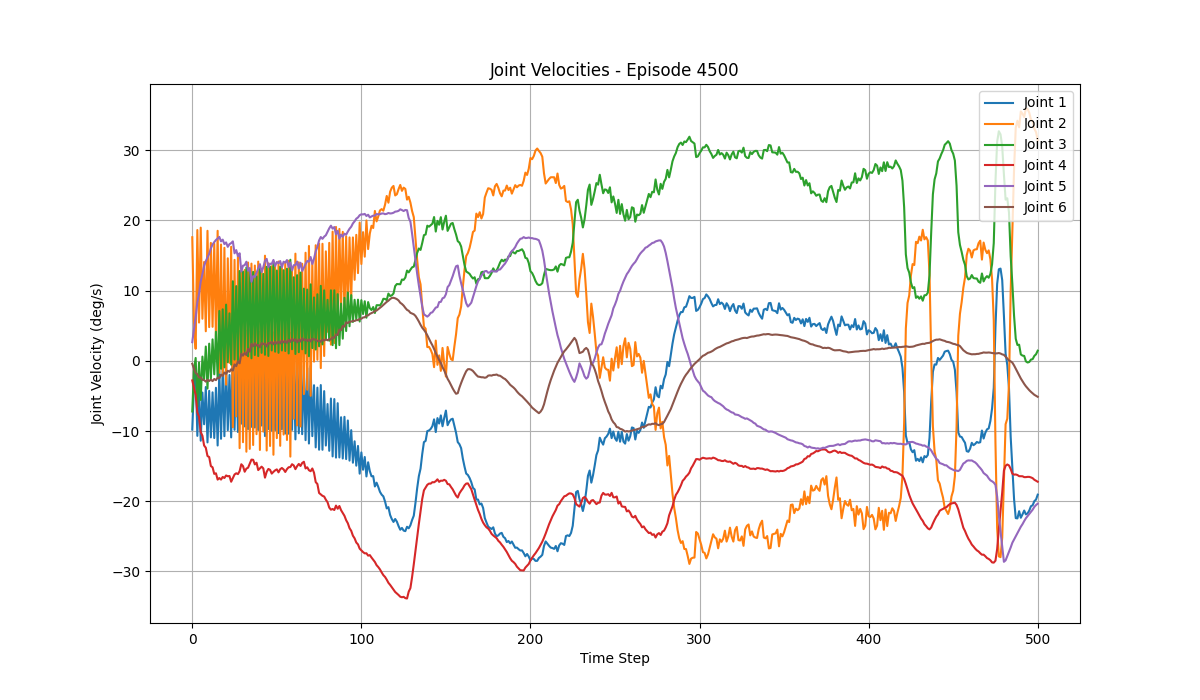 Joint Velocities - Episode 4500
Joint Velocity (deg/s)
30
20
10
0
−10
−20
−30
Joint 1
Joint 2
Joint 3
Joint 4
Joint 5
Joint 6
0
100
200
300
400
500
Time Step